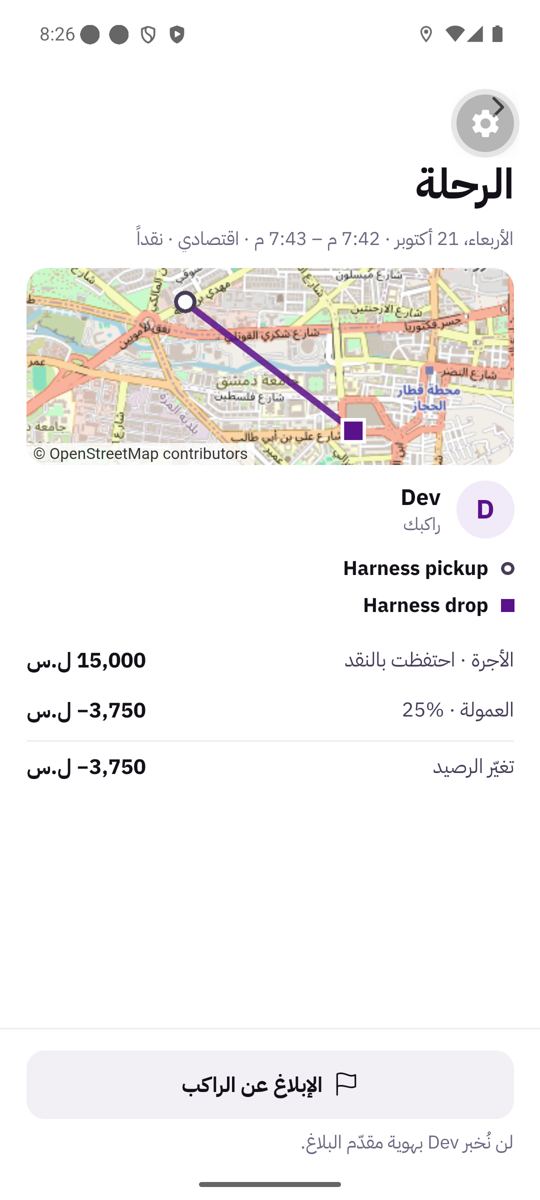 8:26
الرحلة
الأربعاء، 21 أكتوبر · 7:42 م – 7:43 م · اقتصادي · نقداً
شارع ميسلون
شارع الارجنتين
جسر فكتوريا
شارع شكري القوتلي
شارع النصر
جامعة دمشق
شارع فلسطين
محطة قطار الحجاز
شارع علي بن أبي طالب
© OpenStreetMap contributors
Dev
D
راكبك
Harness pickup
Harness drop
الأجرة · احتفظت بالنقد
15,000 ل.س
العمولة · 25%
−3,750 ل.س
تغيّر الرصيد
−3,750 ل.س
الإبلاغ عن الراكب
لن نُخبر Dev بهوية مقدّم البلاغ.